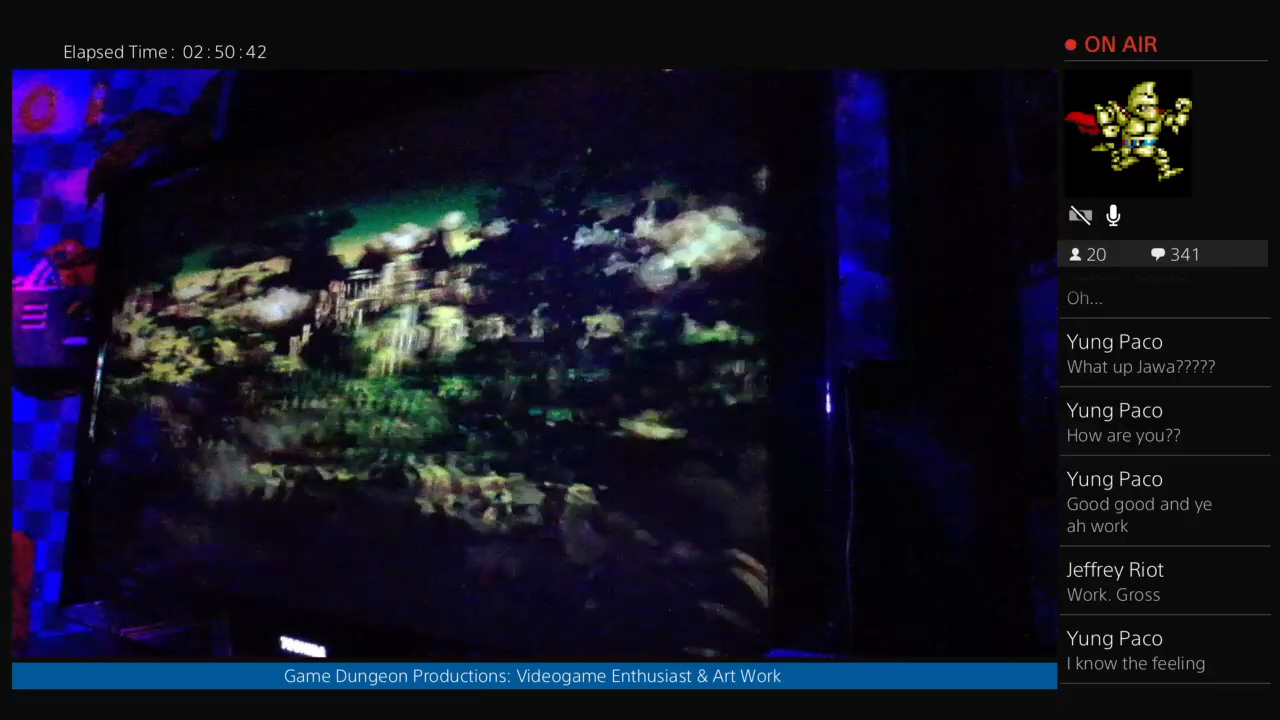 Elapsed Time: 02:50:42
ON AIR
20 341
Oh...
Yung Paco
What up Jawa?????
Yung Paco
How are you??
Yung Paco
Good good and ye
ah work
Jeffrey Riot
Work. Gross
Yung Paco
I know the feeling
TOSHIBA
Game Dungeon Productions: Videogame Enthusiast & Art Work